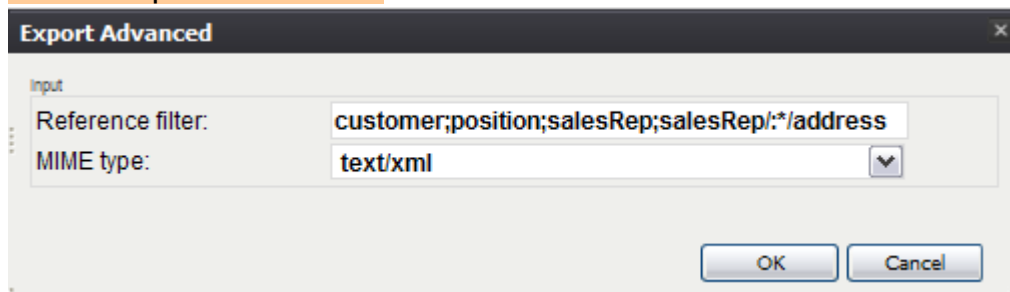 Export Advanced
Input
Reference filter: customer;position;salesRep;salesRep/:*/address
MIME type: text/xml
OK Cancel